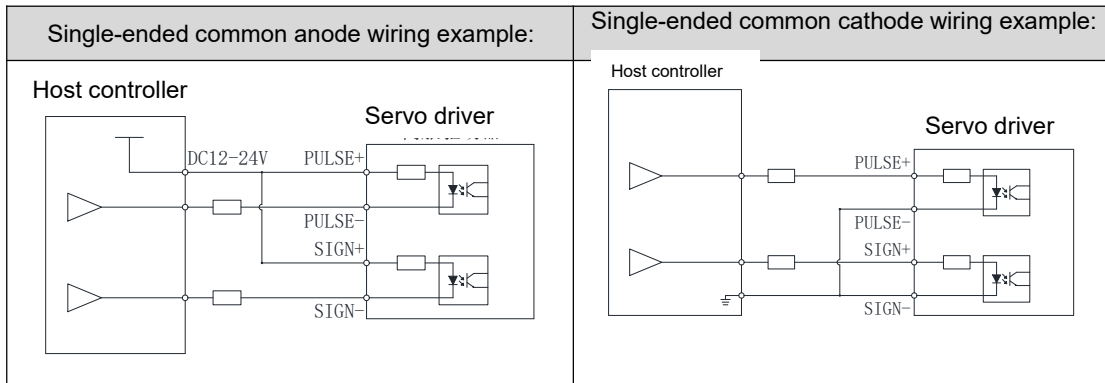 Single-ended common anode wiring example:
Single-ended common cathode wiring example:
Host controller
Servo driver
DC12-24V
PULSE+
PULSE-
SIGN+
SIGN-
Host controller
Servo driver
PULSE+
PULSE-
SIGN+
SIGN-